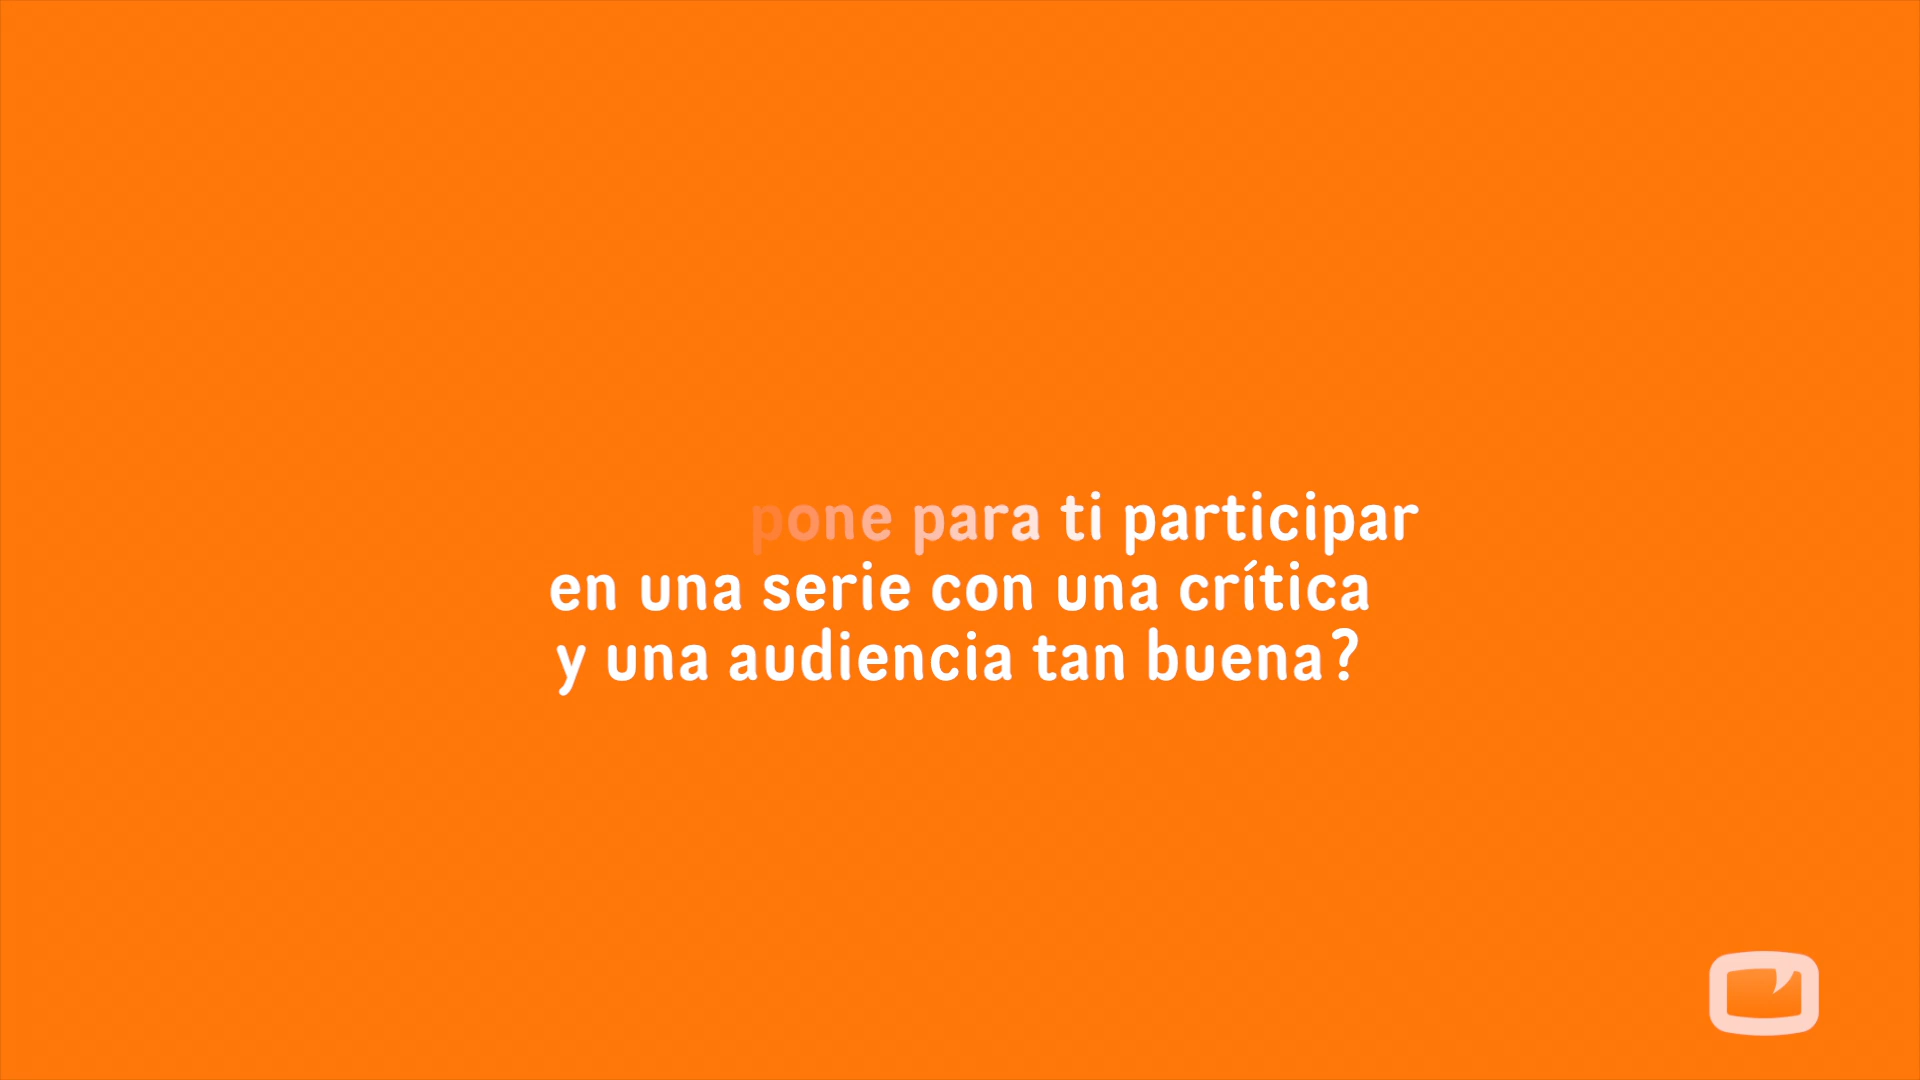 pone para ti participar
en una serie con una crítica
y una audiencia tan buena?